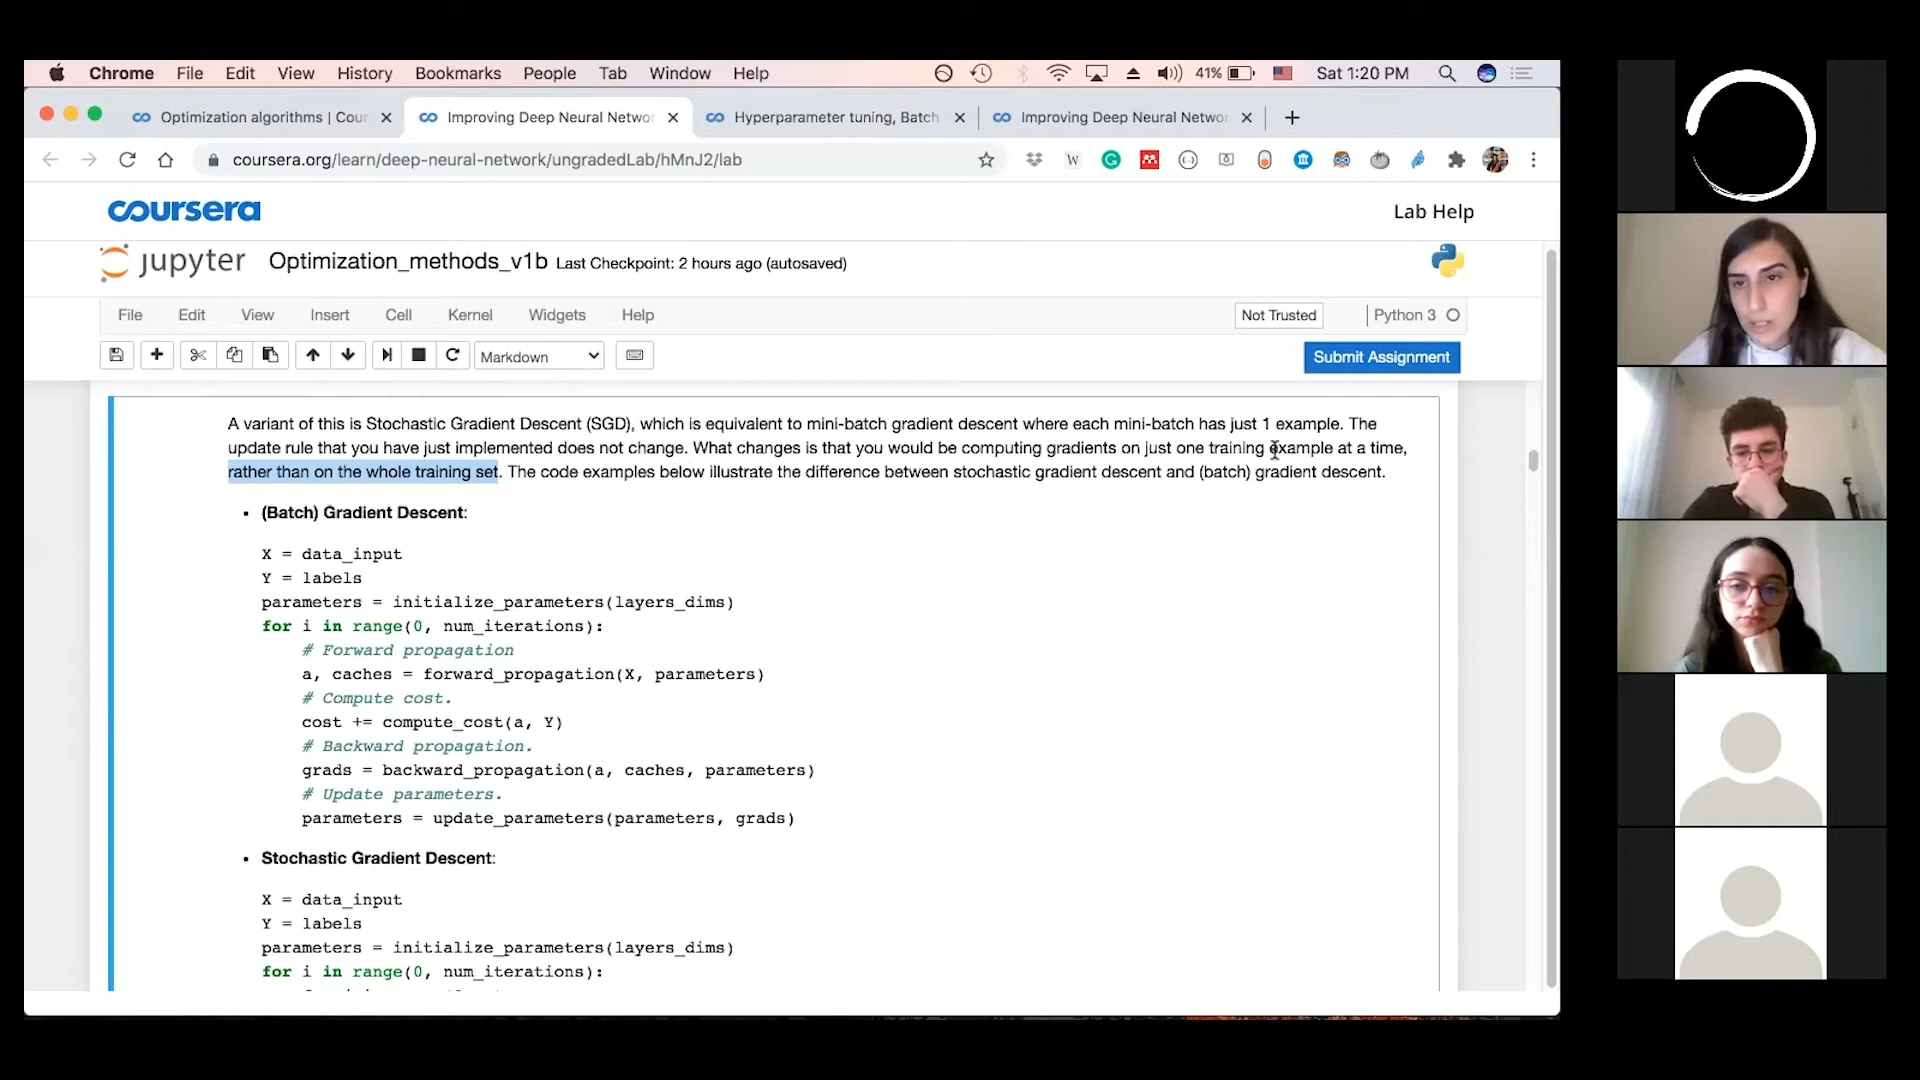 Chrome File Edit View History Bookmarks People Tab Window Help 41% Sat 1:20 PM
Optimization algorithms | Cour Improving Deep Neural Networ Hyperparameter tuning, Batch Improving Deep Neural Networ
coursera.org/learn/deep-neural-network/ungradedLab/hMnJ2/lab
coursera Lab Help
jupyter Optimization_methods_v1b Last Checkpoint: 2 hours ago (autosaved)
File Edit View Insert Cell Kernel Widgets Help Not Trusted Python 3
Markdown Submit Assignment
A variant of this is Stochastic Gradient Descent (SGD), which is equivalent to mini-batch gradient descent where each mini-batch has just 1 example. The
update rule that you have just implemented does not change. What changes is that you would be computing gradients on just one training example at a time,
rather than on the whole training set. The code examples below illustrate the difference between stochastic gradient descent and (batch) gradient descent.
• (Batch) Gradient Descent:
X = data_input
Y = labels
parameters = initialize_parameters(layers_dims)
for i in range(0, num_iterations):
# Forward propagation
a, caches = forward_propagation(X, parameters)
# Compute cost.
cost += compute_cost(a, Y)
# Backward propagation.
grads = backward_propagation(a, caches, parameters)
# Update parameters.
parameters = update_parameters(parameters, grads)
• Stochastic Gradient Descent:
X = data_input
Y = labels
parameters = initialize_parameters(layers_dims)
for i in range(0, num_iterations):